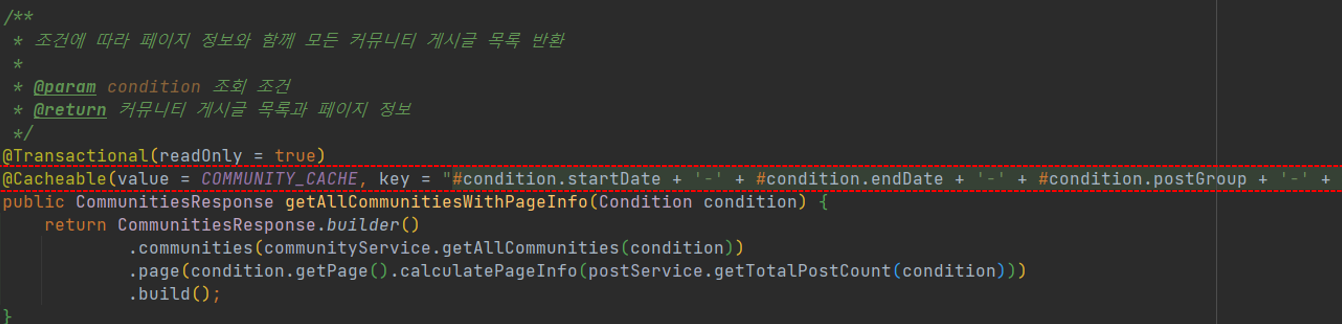 /**
 * 조건에 따라 페이지 정보와 함께 모든 커뮤니티 게시글 목록 반환
 *
 * @param condition 조회 조건
 * @return 커뮤니티 게시글 목록과 페이지 정보
 */
@Transactional(readOnly = true)
@Cacheable(value = COMMUNITY_CACHE, key = "#condition.startDate + '-' + #condition.endDate + '-' + #condition.postGroup + '-' +
public CommunitiesResponse getAllCommunitiesWithPageInfo(Condition condition) {
    return CommunitiesResponse.builder()
            .communities(communityService.getAllCommunities(condition))
            .page(condition.getPage().calculatePageInfo(postService.getTotalPostCount(condition)))
            .build();
}